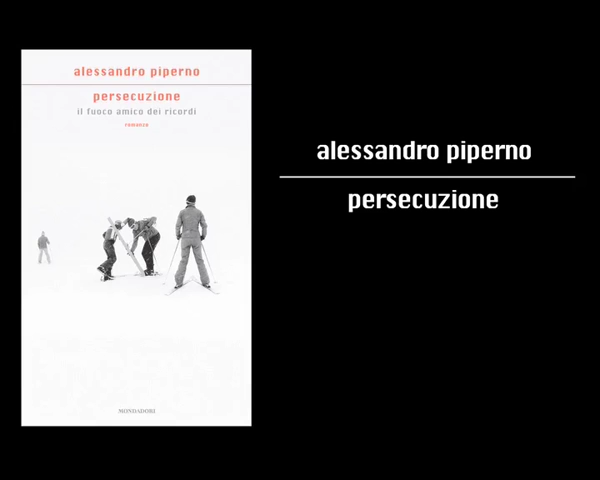 alessandro piperno
persecuzione
il fuoco amico dei ricordi
romanzo
MONDADORI
alessandro piperno
persecuzione